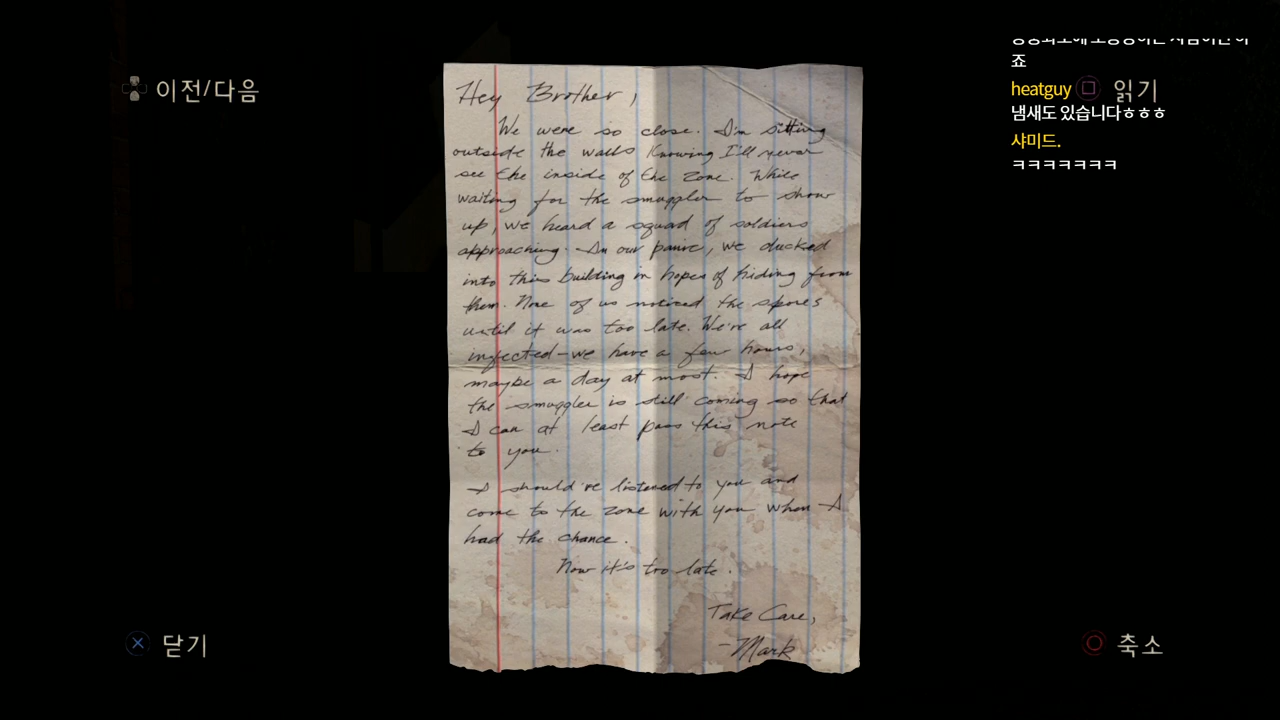 이전/다음
Hey Brother,
We were so close. I'm sitting
outside the walls knowing I'll never
see the inside of the zone. While
waiting for the smuggler to show
up, we heard a squad of soldiers
approaching. In our panic, we ducked
into this building in hopes of hiding from
them. None of us noticed the spores
until it was too late. We're all
infected-we have a few hours,
maybe a day at most. I hope
the smuggler is still coming so that
I can at least pass this note
to you.
I should've listened to you and
come to the zone with you when I
had the chance.
Now it's too late.
Take Care,
-Mark
죠
heatguy
읽기
냄새도 있습니다ㅎㅎㅎ
샤미드.
ㅋㅋㅋㅋㅋㅋㅋ
닫기
축소